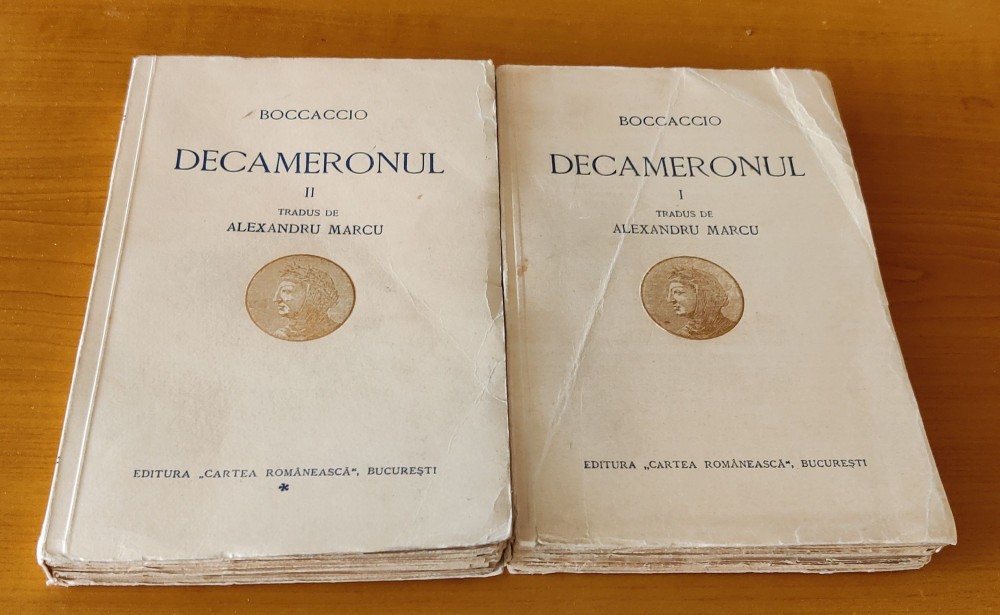 BOCCACCIO
DECAMERONUL
II
TRADUS DE
ALEXANDRU MARCU
EDITURA „CARTEA ROMÂNEASCĂ“, BUCUREŞTI
*
BOCCACCIO
DECAMERONUL
I
TRADUS DE
ALEXANDRU MARCU
EDITURA „CARTEA ROMÂNEASCĂ“, BUCUREŞTI